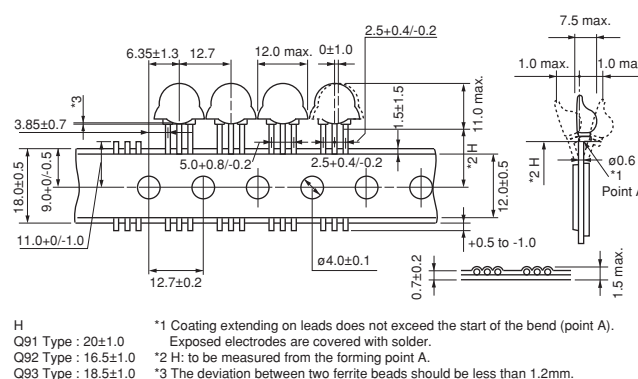 2.5+0.4/-0.2
7.5 max.
6.35±1.3
12.7
12.0 max.
0±1.0
1.0 max.
1.0 ma
*3
3.85±0.7
1.5±1.5
11.0 max.
5.0+0.8/-0.2
2.5+0.4/-0.2
*2 H
*2 H
ø0.6
*1
Point A
18.0±0.5
9.0+0/-0.5
12.0±0.5
11.0+0/-1.0
+0.5 to -1.0
12.7±0.2
ø4.0±0.1
0.7±0.2
1.5 max.
H
Q91 Type : 20±1.0
Q92 Type : 16.5±1.0
Q93 Type : 18.5±1.0
*1 Coating extending on leads does not exceed the start of the bend (point A).
Exposed electrodes are covered with solder.
*2 H: to be measured from the forming point A.
*3 The deviation between two ferrite beads should be less than 1.2mm.